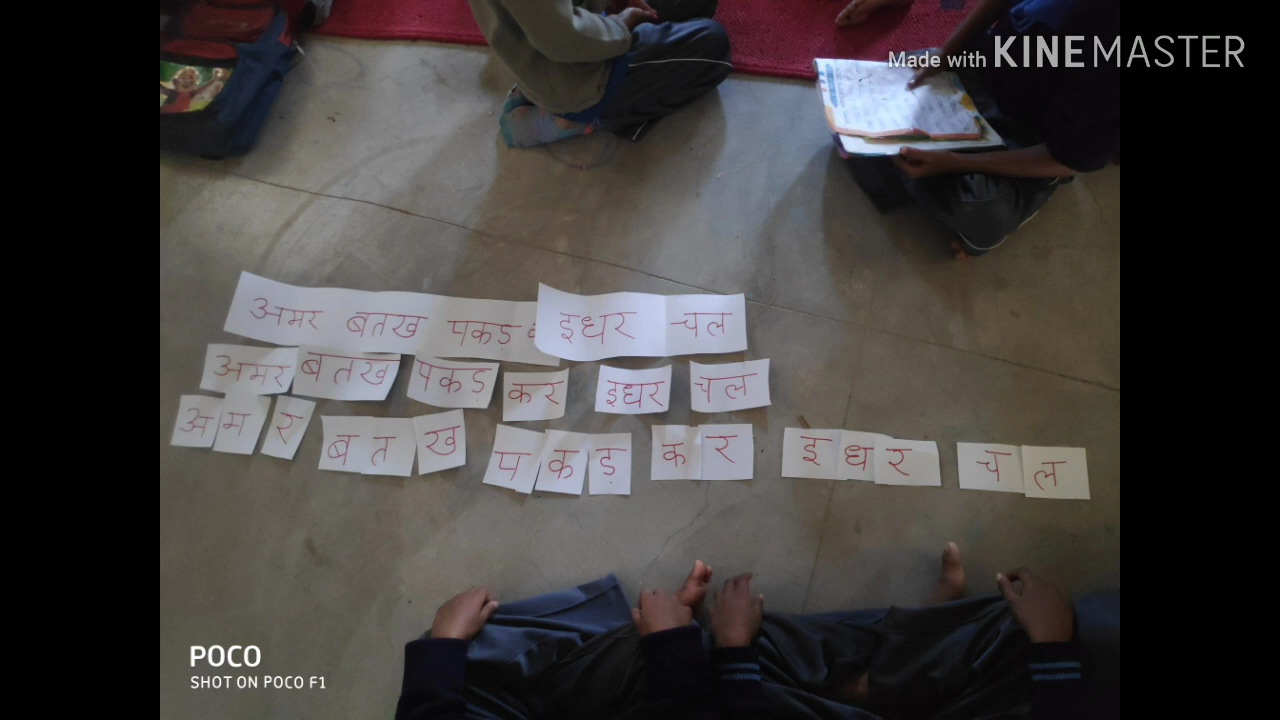 Made with KINEMASTER
अमर बतख पकड़ इधर चल
अमर बतख पकड़ कर इधर चल
अ म र ब त ख प क ड़ क र इ ध र च ल
POCO
SHOT ON POCO F1